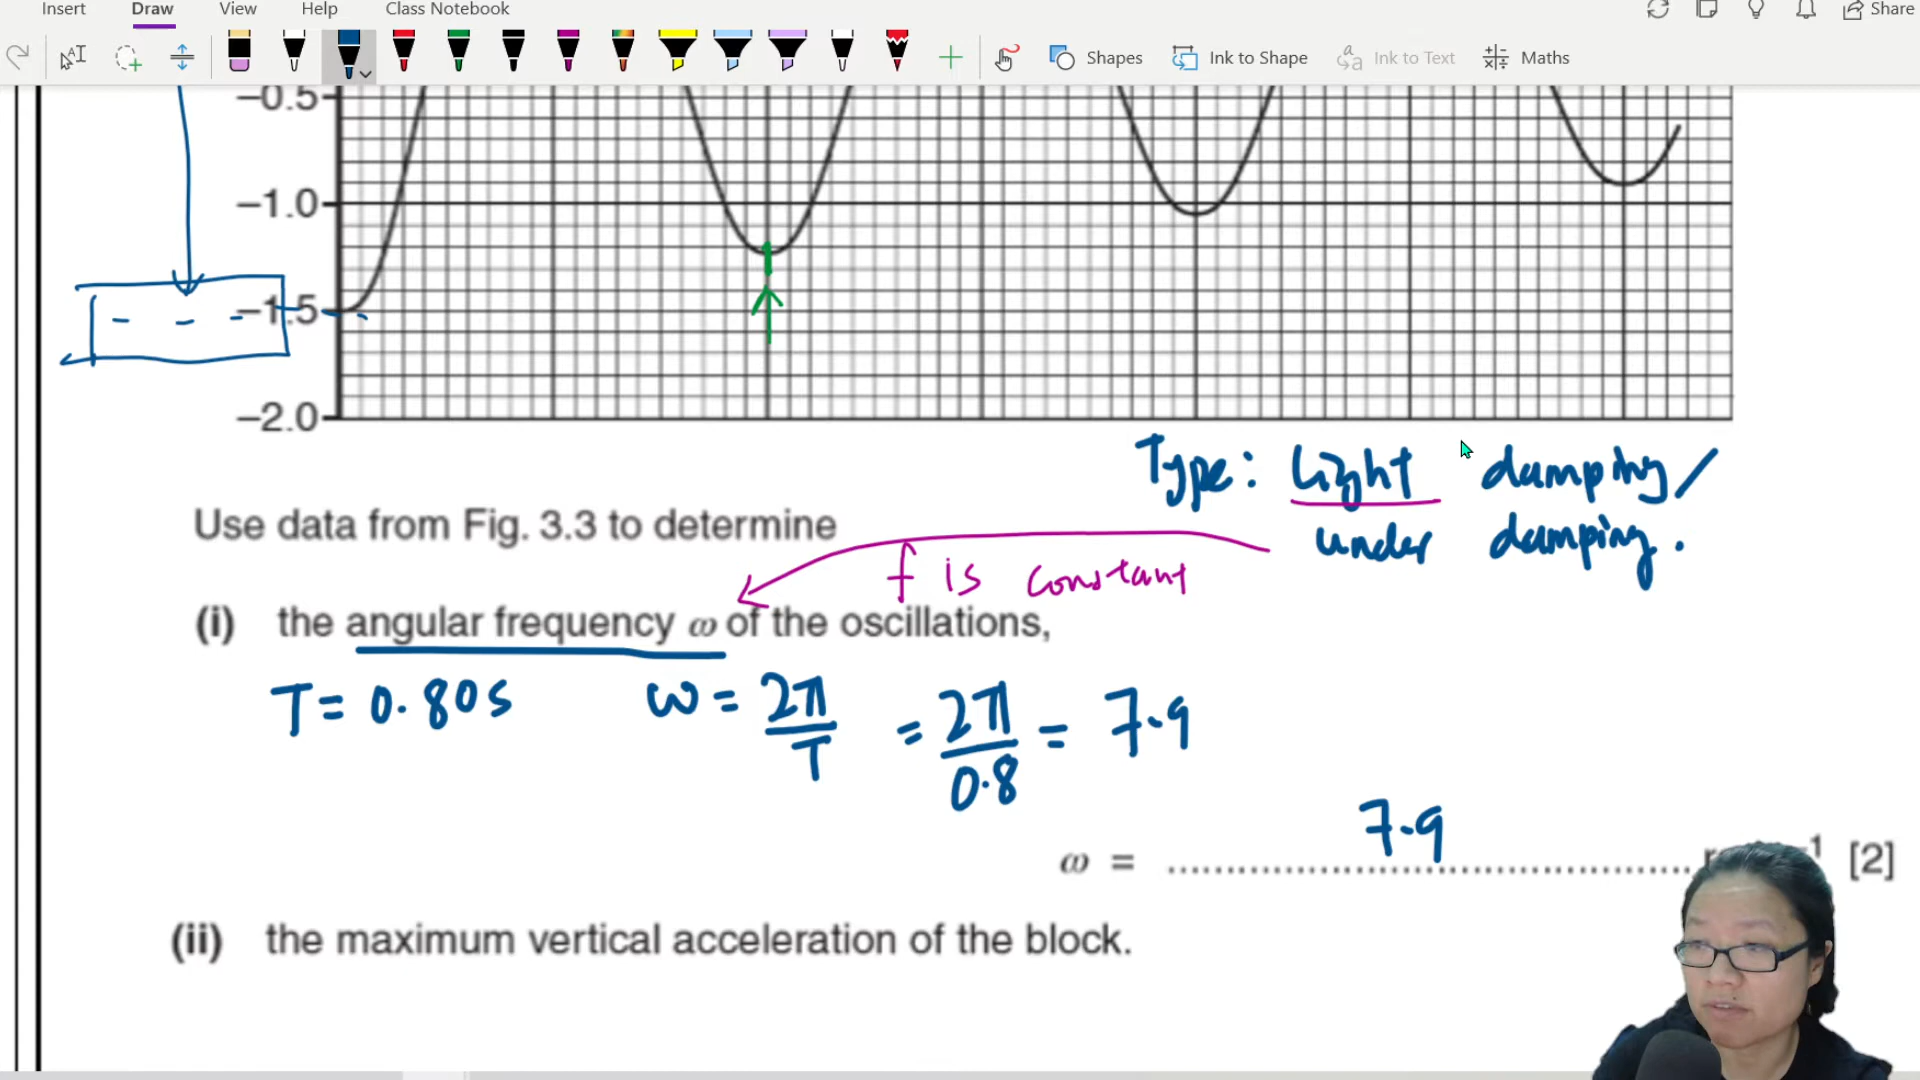 Insert Draw View Help Class Notebook Share
Shapes Ink to Shape Ink to Text Maths
−0.5
−1.0
−1.5
−2.0
Type: light damping/
under damping.
Use data from Fig. 3.3 to determine
f is constant
(i) the angular frequency ω of the oscillations,
T = 0.80s ω = 2π/T = 2π/0.8 = 7.9
7.9
ω = .................................................. [2]
(ii) the maximum vertical acceleration of the block.